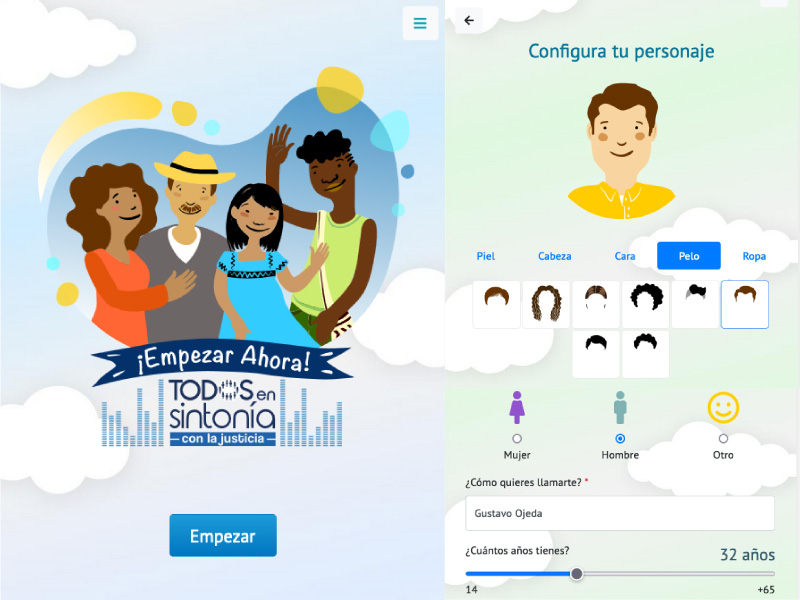 ¡Empezar Ahora!
TODOS en
sintonía
con la justicia
Empezar
Configura tu personaje
Piel Cabeza Cara Pelo Ropa
Mujer Hombre Otro
¿Cómo quieres llamarte? *
Gustavo Ojeda
¿Cuántos años tienes? 32 años
14 +65